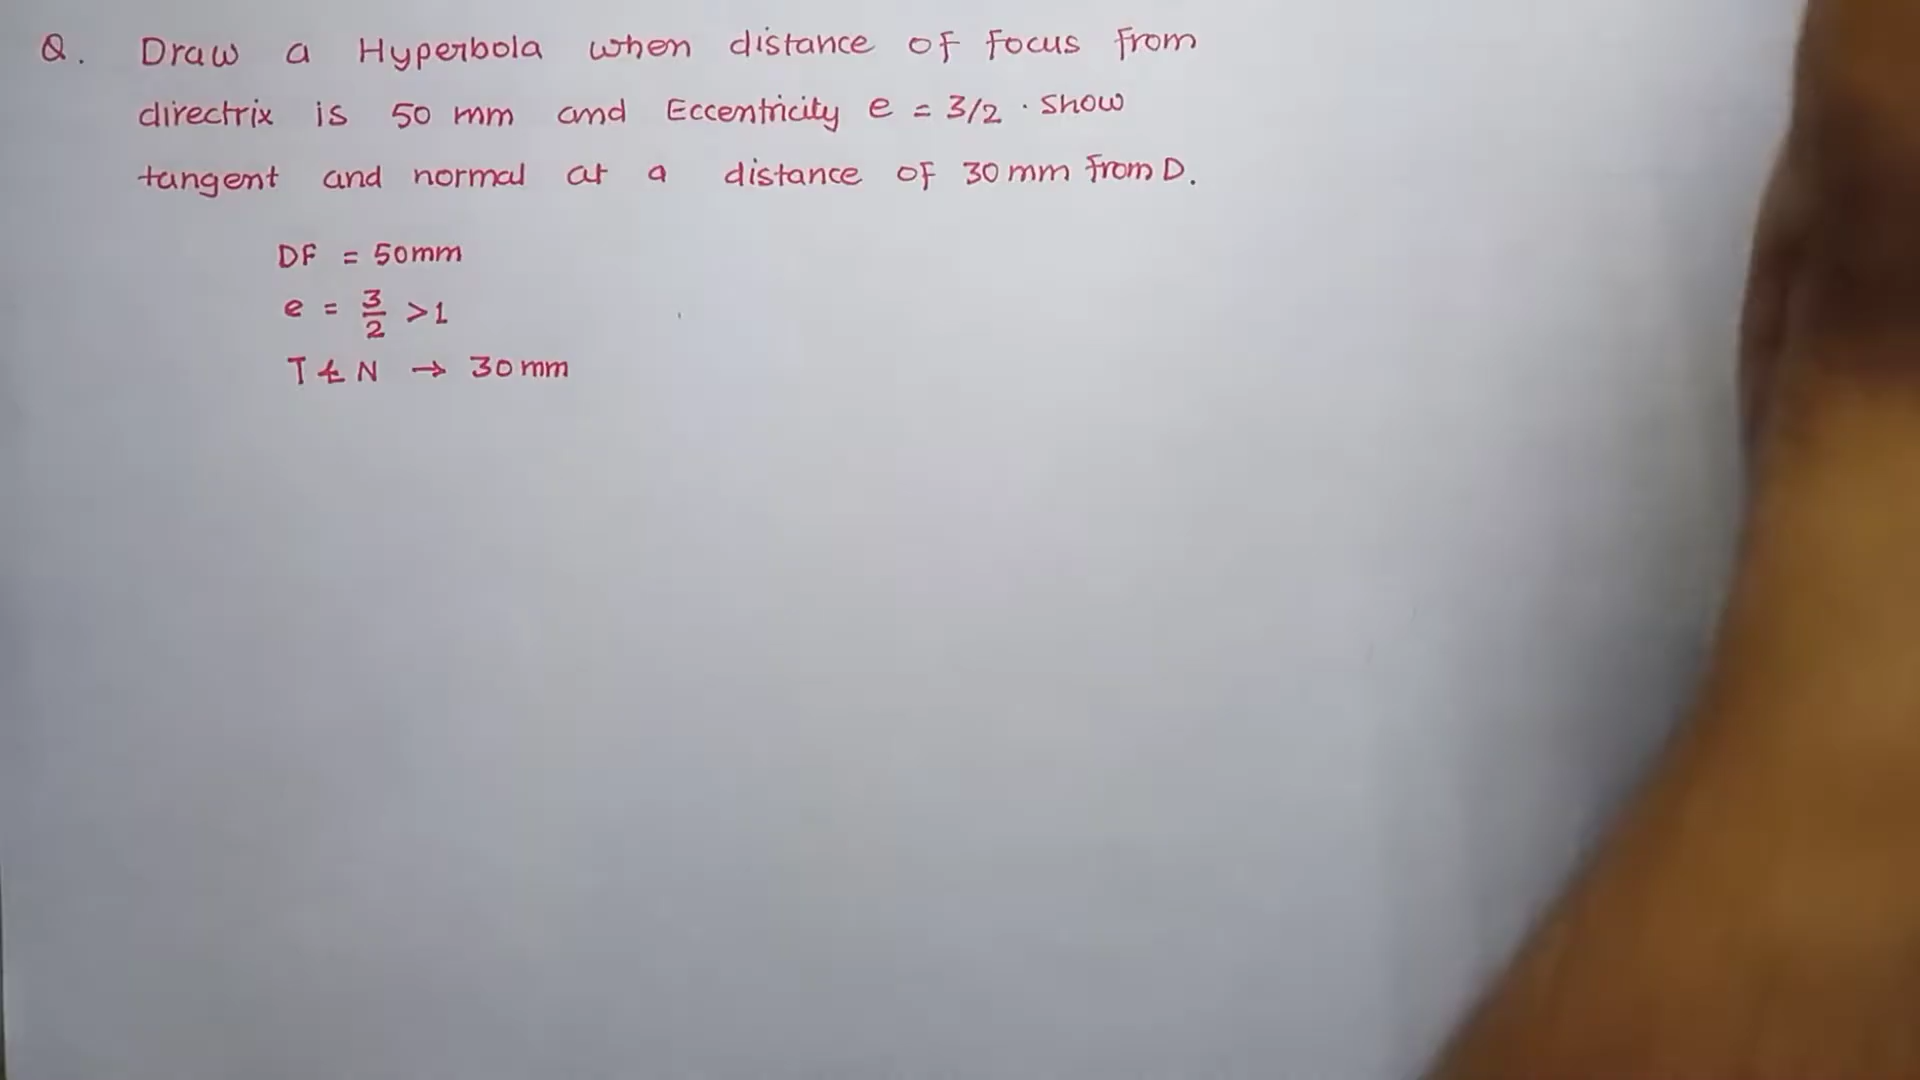 Q. Draw a Hyperbola when distance of focus from
directrix is 50 mm and Eccentricity e = 3/2 . Show
tangent and normal at a distance of 30 mm from D.
DF = 50mm
e = 3/2 >1
T & N → 30 mm